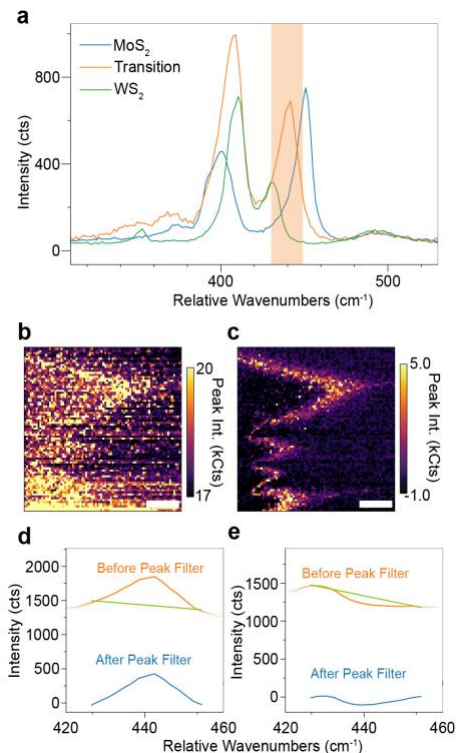 a
MoS₂
Transition
WS₂
800
400
0
Intensity (cts)
400
500
Relative Wavenumbers (cm⁻¹)
b
20
17
Peak Int. (kCts)
c
5.0
-1.0
Peak Int. (kCts)
d
2000
1500
1000
500
0
Intensity (cts)
Before Peak Filter
After Peak Filter
420
440
460
e
1500
1000
500
0
Intensity (cts)
Before Peak Filter
After Peak Filter
420
440
460
Relative Wavenumbers (cm⁻¹)